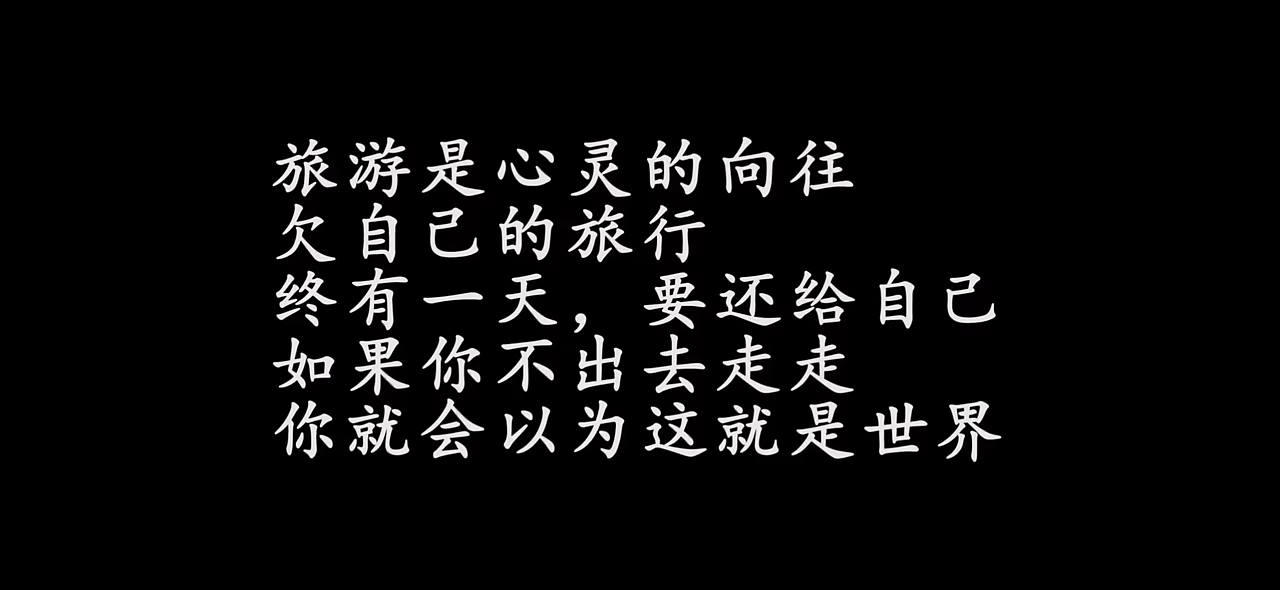 旅游是心灵的向往
欠自己的旅行
终有一天，要还给自己
如果你不出去走走
你就会以为这就是世界